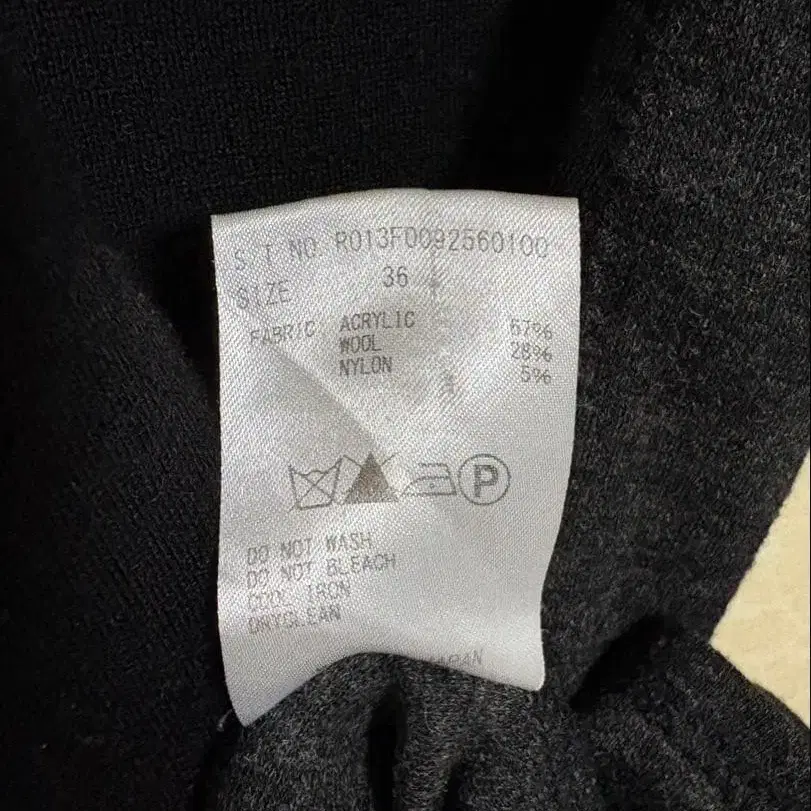 S T NO. R013F0092560100
SIZE 36
FABRIC ACRYLIC 67%
WOOL 28%
NYLON 5%
P
DO NOT WASH
DO NOT BLEACH
COOL IRON
DRYCLEAN
JAPAN